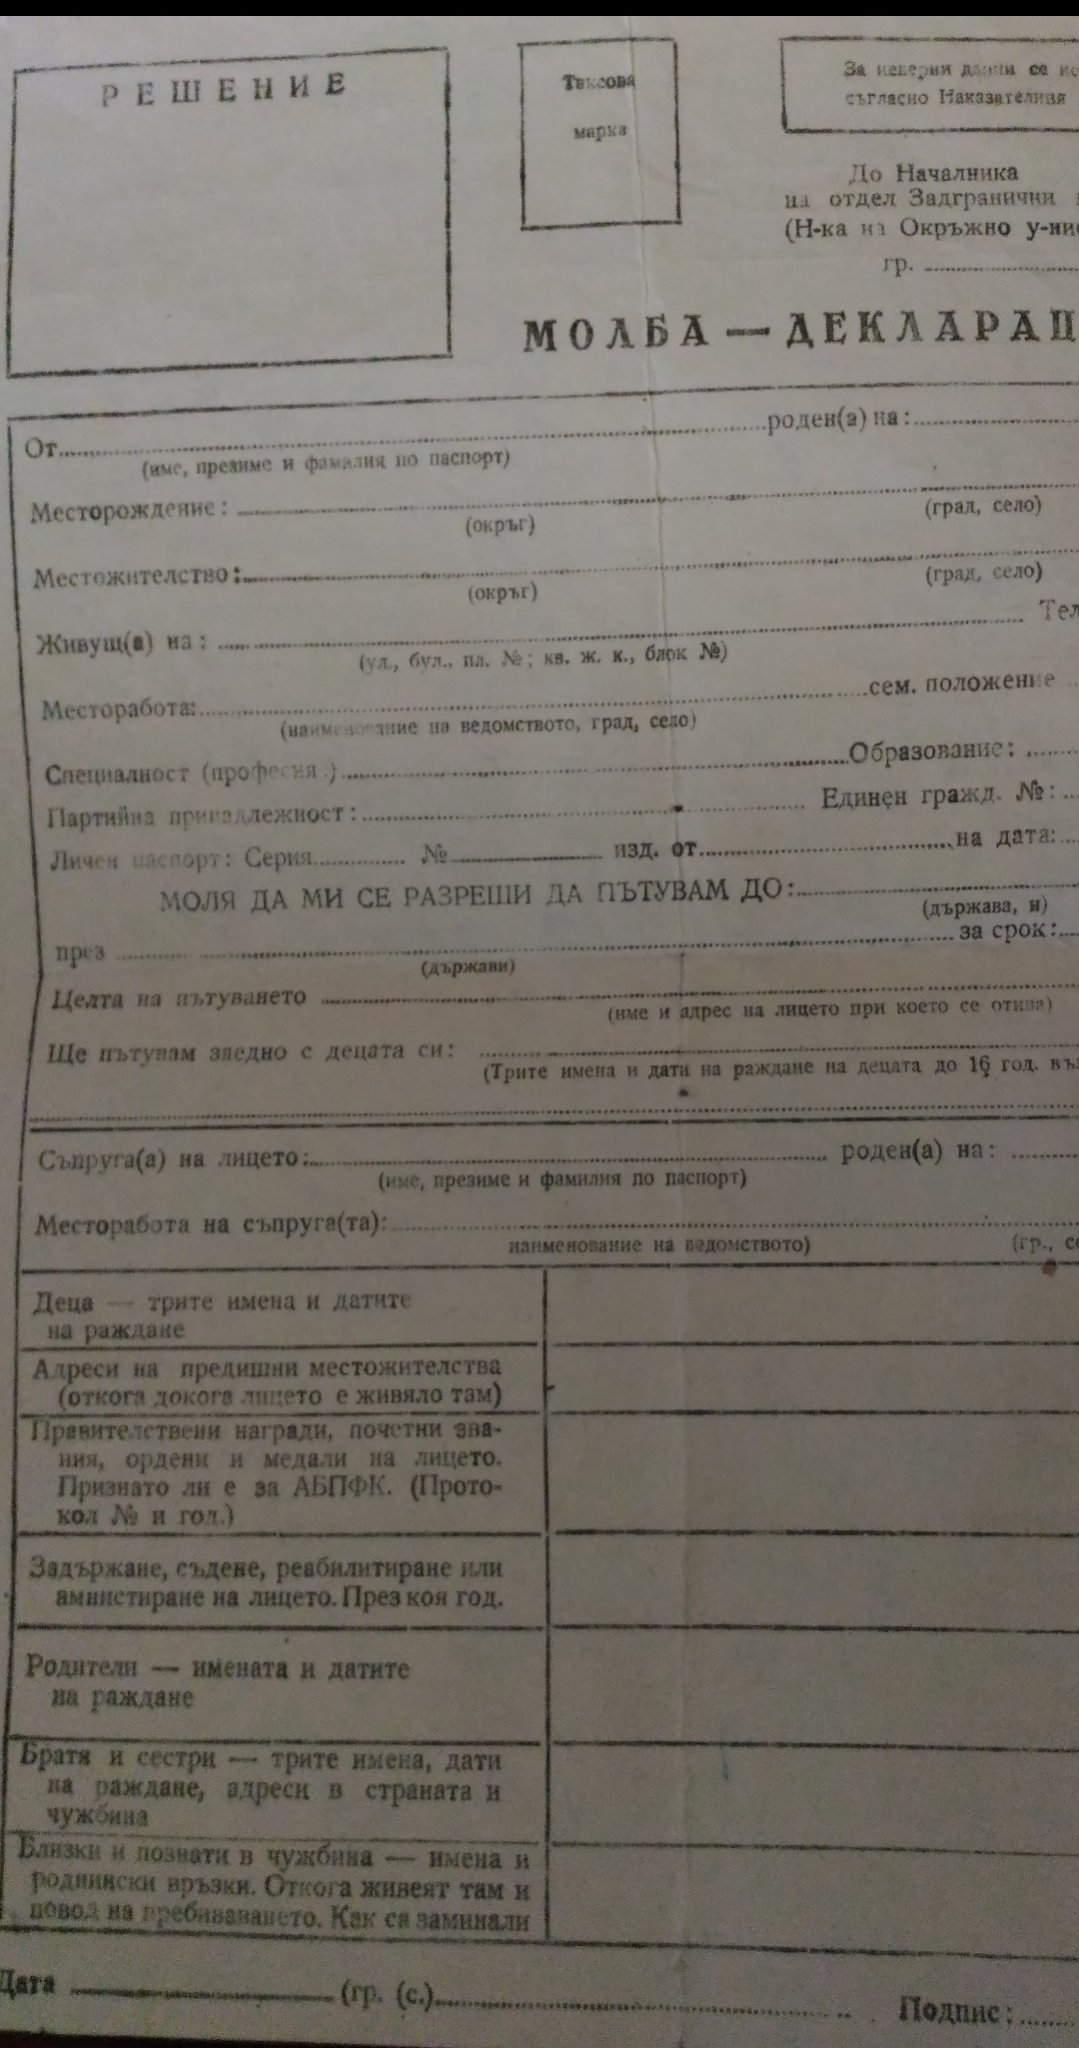 РЕШЕНИЕ
Таксова
марка
За неверни данни се
съгласно Наказателния
До Началника
на отдел Задгранични
(Н-ка на Окръжно у-ние
гр.
МОЛБА — ДЕКЛАРАЦ
От роден(а) на:
(име, презиме и фамилия по паспорт)
Месторождение:
(окръг) (град, село)
Местожителство:
(окръг) (град, село)
Живущ(а) на: Тел
(ул., бул., пл. №; кв. ж. к., блок №)
Месторабота: сем. положение
(наименование на ведомството, град, село)
Специалност (професия) Образование:
Партийна принадлежност: Единен гражд. №:
Личен паспорт: Серия № изд. от на дата:
МОЛЯ ДА МИ СЕ РАЗРЕШИ ДА ПЪТУВАМ ДО:
(държава, и)
през за срок:
(държави)
Целта на пътуването
(име и адрес на лицето при което се отива)
Ще пътувам заедно с децата си:
(Трите имена и дати на раждане на децата до 16 год. въз
Съпруга(а) на лицето: роден(а) на:
(име, презиме и фамилия по паспорт)
Месторабота на съпруга(та):
наименование на ведомството) (гр., се
Деца — трите имена и датите
на раждане
Адреси на предишни местожителства
(откога докога лицето е живяло там)
Правителствени награди, почетни зва-
ния, ордени и медали на лицето.
Признато ли е за АБПФК. (Прото-
кол № и год.)
Задържане, съдене, реабилитиране или
амнистиране на лицето. През коя год.
Родители — имената и датите
на раждане
Братя и сестри — трите имена, дати
на раждане, адреси в страната и
чужбина
Близки и познати в чужбина — имена и
роднински връзки. Откога живеят там и
повод на пребиваването. Как са заминали
Дата (гр. (с.) Подпис: